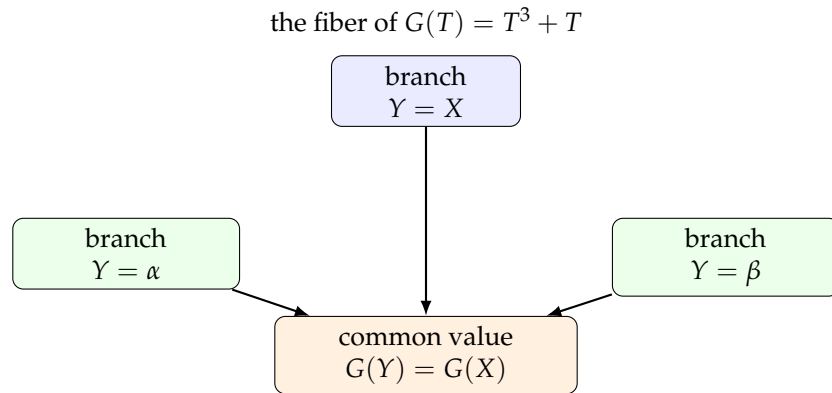 the fiber of G(T) = T³ + T
branch
Y = X
branch
Y = α
branch
Y = β
common value
G(Y) = G(X)